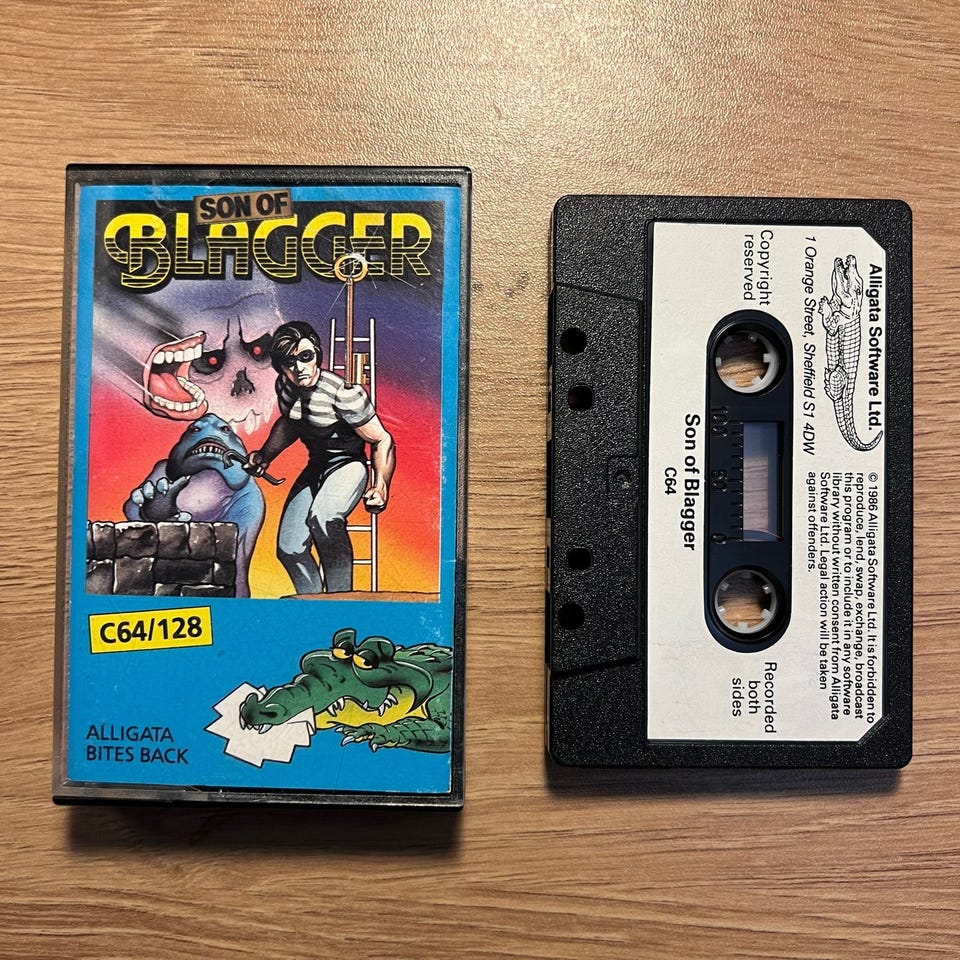 SON OF
BLAGGER
C64/128
ALLIGATA
BITES BACK
Alligata Software Ltd.
1 Orange Street, Sheffield S1 4DW
Copyright
reserved
100 50 0
Son of Blagger
C64
© 1986 Alligata Software Ltd. It is forbidden to
reproduce, lend, swap, exchange, broadcast
this program or to include it in any software
library without written consent from Alligata
Software Ltd. Legal action will be taken
against offenders.
Recorded
both
sides